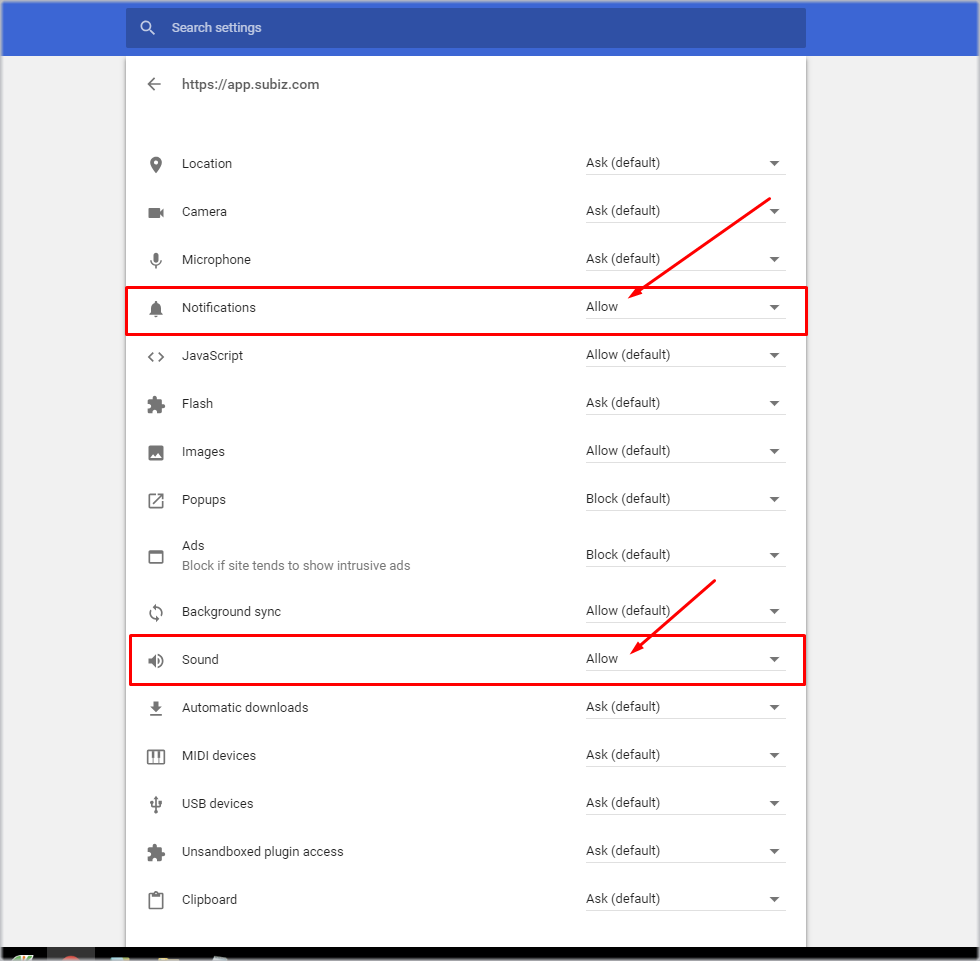 Search settings
https://app.subiz.com
Location Ask (default)
Camera Ask (default)
Microphone Ask (default)
Notifications Allow
JavaScript Allow (default)
Flash Ask (default)
Images Allow (default)
Popups Block (default)
Ads
Block if site tends to show intrusive ads Block (default)
Background sync Allow (default)
Sound Allow
Automatic downloads Ask (default)
MIDI devices Ask (default)
USB devices Ask (default)
Unsandboxed plugin access Ask (default)
Clipboard Ask (default)